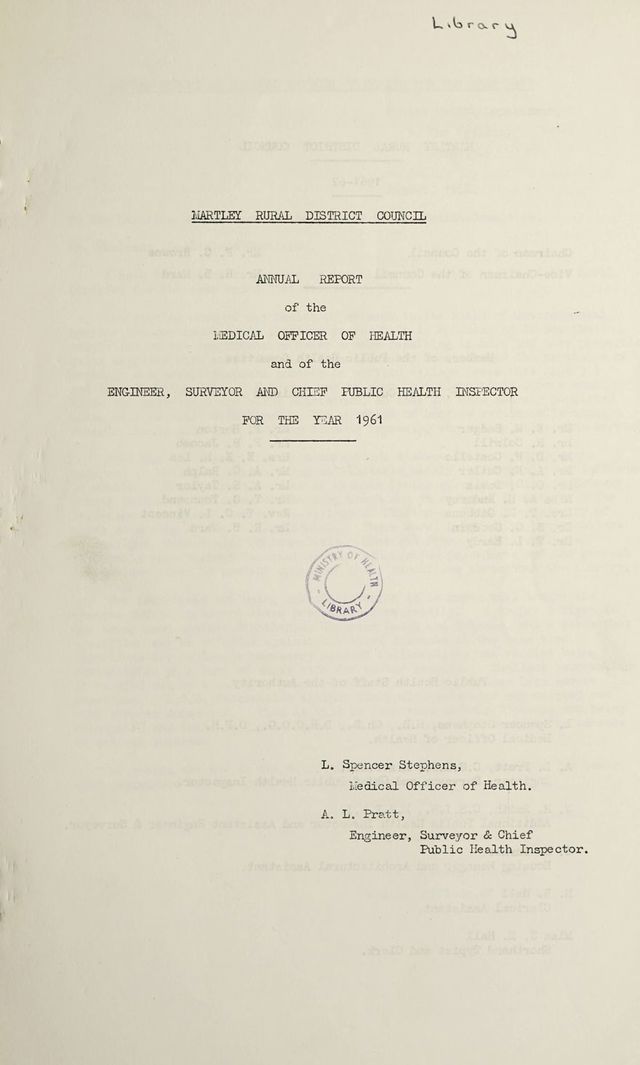 Library
MARTLEY RURAL DISTRICT COUNCIL
ANNUAL REPORT
of the
MEDICAL OFFICER OF HEALTH
and of the
ENGINEER, SURVEYOR AND CHIEF PUBLIC HEALTH INSPECTOR
FOR THE YEAR 1961
MINISTRY OF HEALTH
LIBRARY
L. Spencer Stephens,
Medical Officer of Health.
A. L. Pratt,
Engineer, Surveyor & Chief
Public Health Inspector.